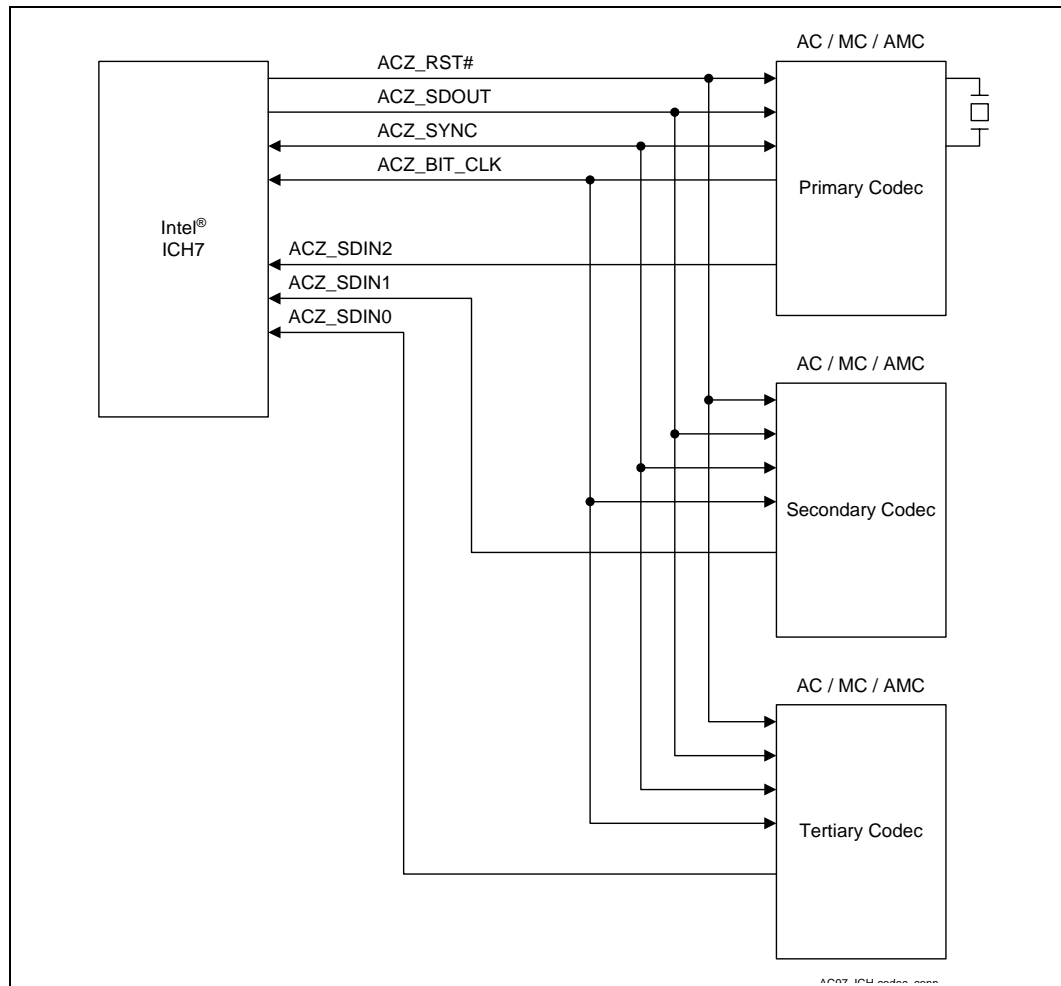 AC / MC / AMC
ACZ_RST#
ACZ_SDOUT
ACZ_SYNC
ACZ_BIT_CLK
Primary Codec
Intel®
ICH7
ACZ_SDIN2
ACZ_SDIN1
ACZ_SDIN0
AC / MC / AMC
Secondary Codec
AC / MC / AMC
Tertiary Codec